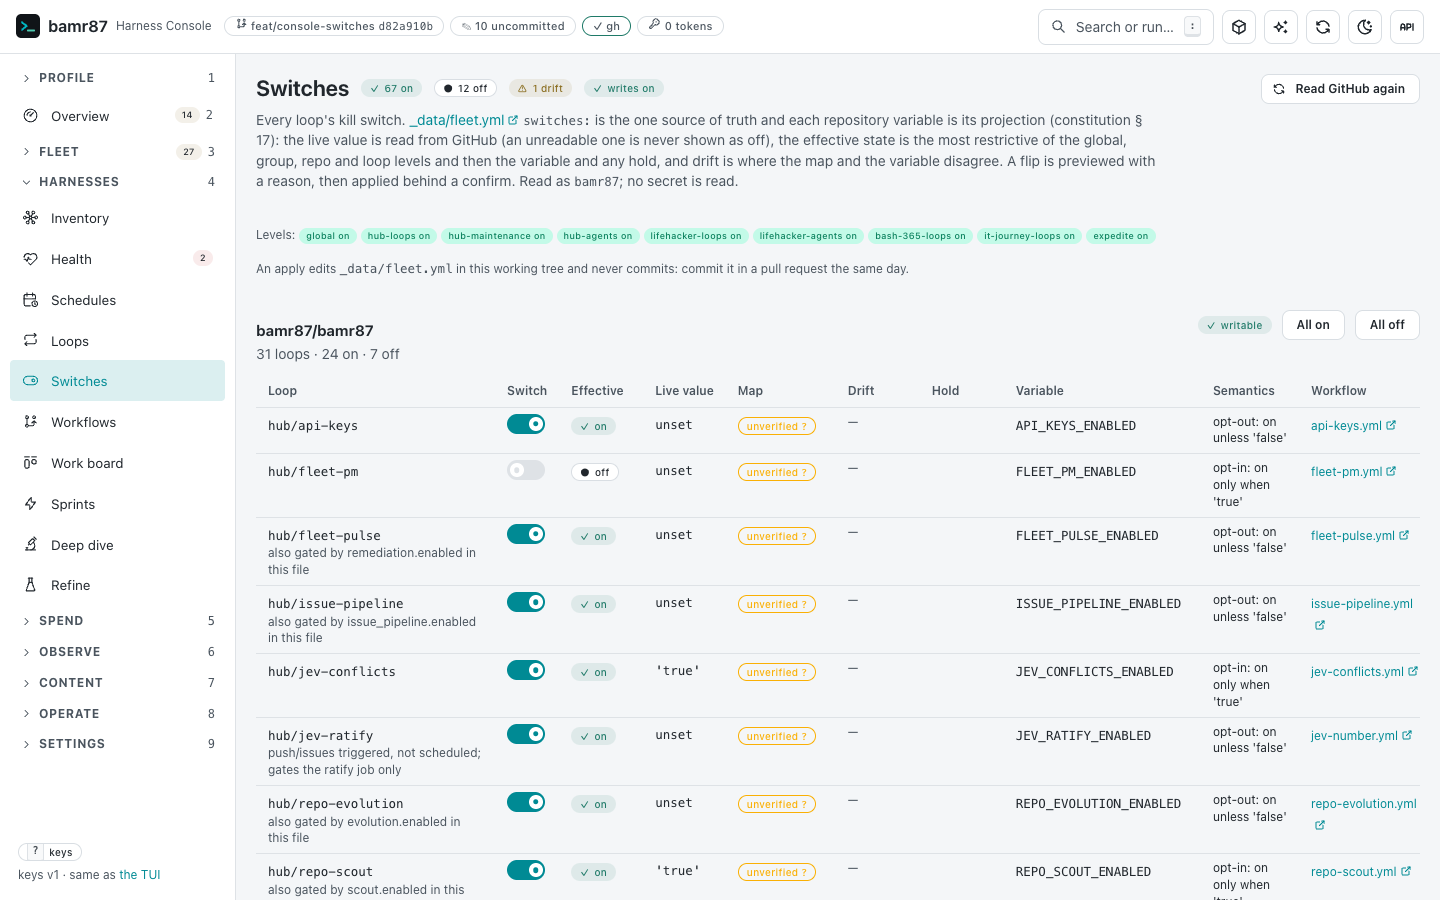 bamr87 Harness Console feat/console-switches d82a910b 10 uncommitted gh 0 tokens Search or run... : API
PROFILE 1
Overview 14 2
FLEET 27 3
HARNESSES 4
Inventory
Health 2
Schedules
Loops
Switches
Workflows
Work board
Sprints
Deep dive
Refine
SPEND 5
OBSERVE 6
CONTENT 7
OPERATE 8
SETTINGS 9
? keys
keys v1 · same as the TUI
Switches 67 on 12 off 1 drift writes on Read GitHub again
Every loop's kill switch. _data/fleet.yml switches: is the one source of truth and each repository variable is its projection (constitution §
17): the live value is read from GitHub (an unreadable one is never shown as off), the effective state is the most restrictive of the global,
group, repo and loop levels and then the variable and any hold, and drift is where the map and the variable disagree. A flip is previewed with
a reason, then applied behind a confirm. Read as bamr87; no secret is read.
Levels: global on hub-loops on hub-maintenance on hub-agents on lifehacker-loops on lifehacker-agents on bash-365-loops on it-journey-loops on expedite on
An apply edits _data/fleet.yml in this working tree and never commits: commit it in a pull request the same day.
bamr87/bamr87 writable All on All off
31 loops · 24 on · 7 off
Loop Switch Effective Live value Map Drift Hold Variable Semantics Workflow
hub/api-keys on unset unverified ? — API_KEYS_ENABLED opt-out: on api-keys.yml
unless 'false'
hub/fleet-pm off unset unverified ? — FLEET_PM_ENABLED opt-in: on fleet-pm.yml
only when
'true'
hub/fleet-pulse on unset unverified ? — FLEET_PULSE_ENABLED opt-out: on fleet-pulse.yml
also gated by remediation.enabled in unless 'false'
this file
hub/issue-pipeline on unset unverified ? — ISSUE_PIPELINE_ENABLED opt-out: on issue-pipeline.yml
also gated by issue_pipeline.enabled unless 'false'
in this file
hub/jev-conflicts on 'true' unverified ? — JEV_CONFLICTS_ENABLED opt-in: on jev-conflicts.yml
only when
'true'
hub/jev-ratify on unset unverified ? — JEV_RATIFY_ENABLED opt-out: on jev-number.yml
push/issues triggered, not scheduled; unless 'false'
gates the ratify job only
hub/repo-evolution on unset unverified ? — REPO_EVOLUTION_ENABLED opt-out: on repo-evolution.yml
also gated by evolution.enabled in unless 'false'
this file
hub/repo-scout on 'true' unverified ? — REPO_SCOUT_ENABLED opt-in: on repo-scout.yml
also gated by scout.enabled in this only when